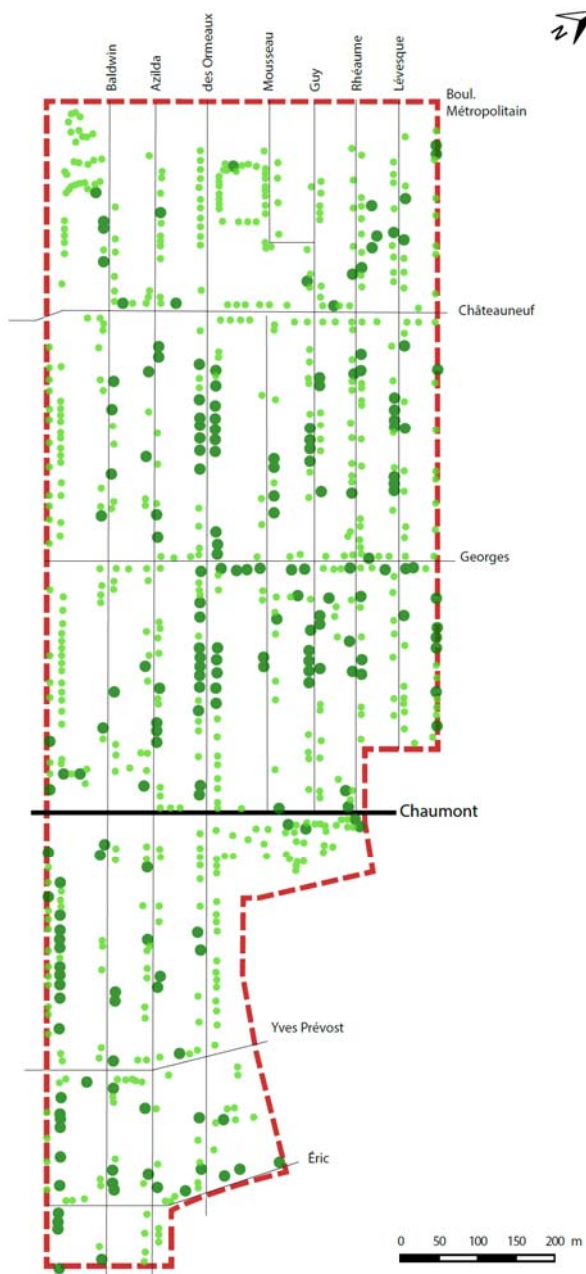 N
Baldwin
Azilda
des Ormeaux
Mousseau
Guy
Rhéaume
Lévesque
Boul.
Métropolitain
Châteauneuf
Georges
Chaumont
Yves Prévost
Éric
0 50 100 150 200 m